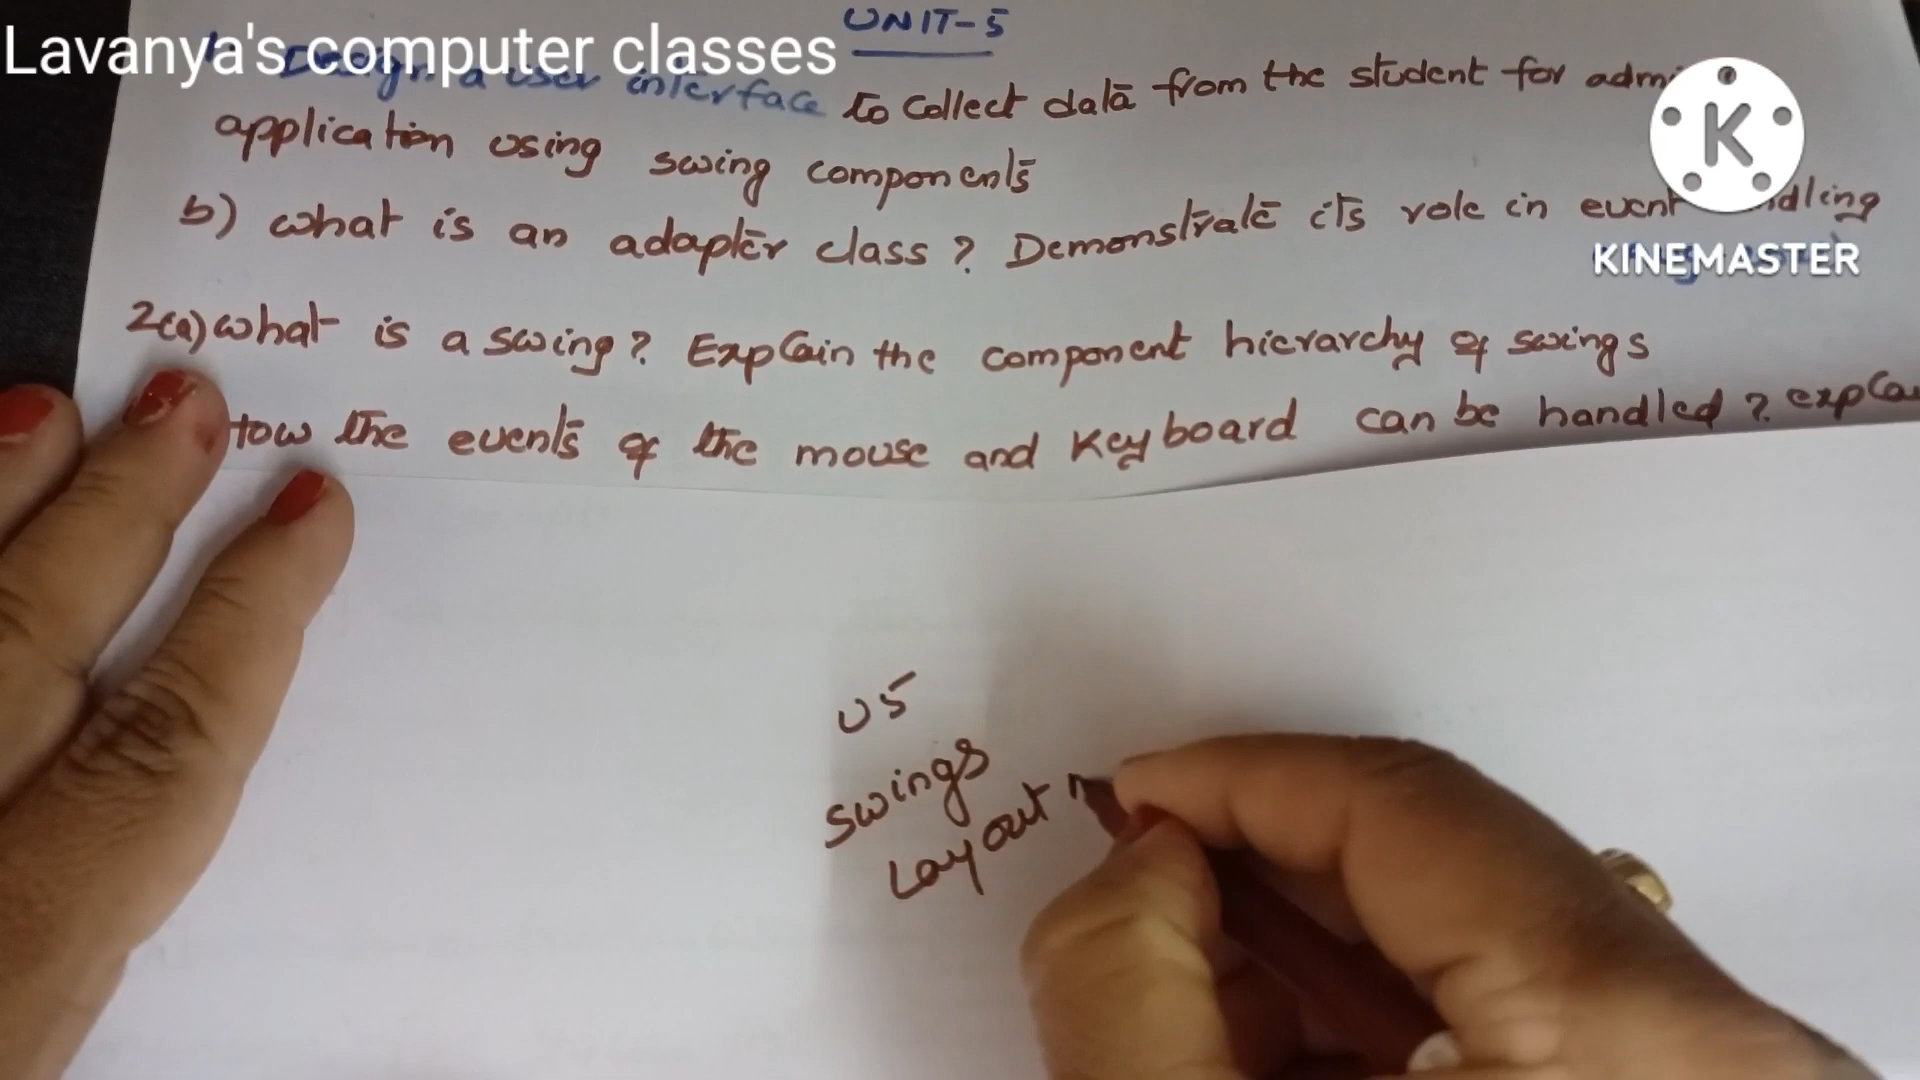 UNIT-5
Lavanya's computer classes
Design a user interface to collect data from the student for
application using swing components
b) what is an adapter class? Demonstrate its role in event
KINEMASTER
2(a) what is a swing? Explain the component hierarchy of swings
How the events of the mouse and Keyboard can be handled?
U5
swings
Layout